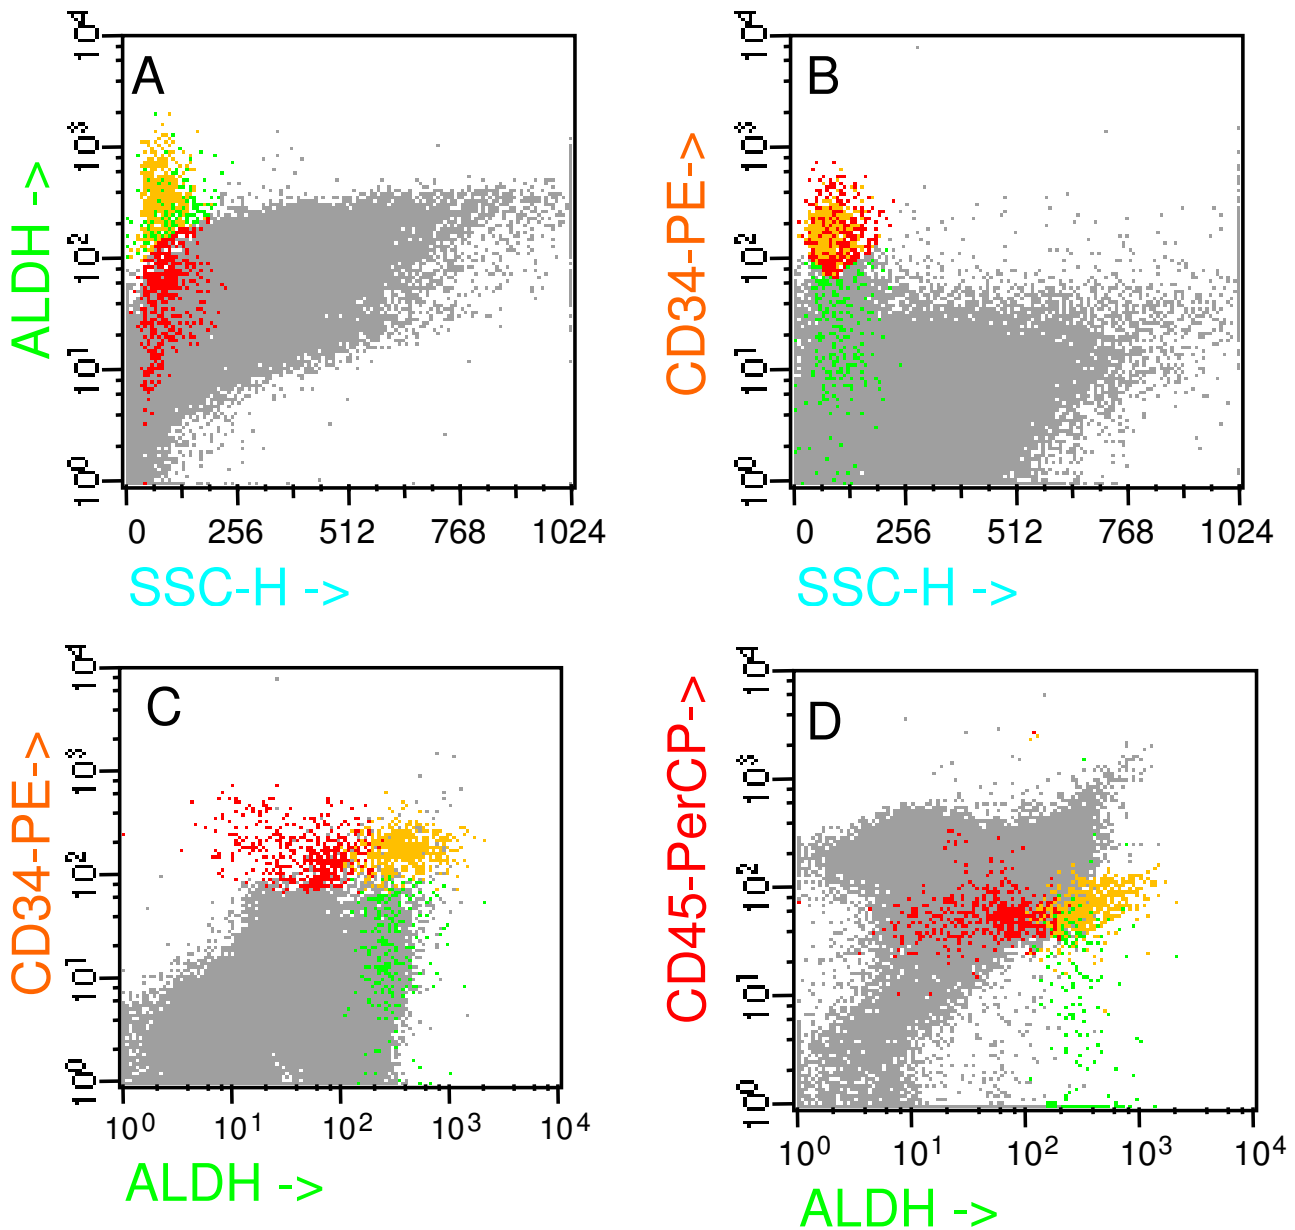 A
ALDH ->
10⁴
10³
10²
10¹
10⁰
0 256 512 768 1024
SSC-H ->
B
CD34-PE->
10⁴
10³
10²
10¹
10⁰
0 256 512 768 1024
SSC-H ->
C
CD34-PE->
10⁴
10³
10²
10¹
10⁰
10⁰ 10¹ 10² 10³ 10⁴
ALDH ->
D
CD45-PerCP->
10⁴
10³
10²
10¹
10⁰
10⁰ 10¹ 10² 10³ 10⁴
ALDH ->